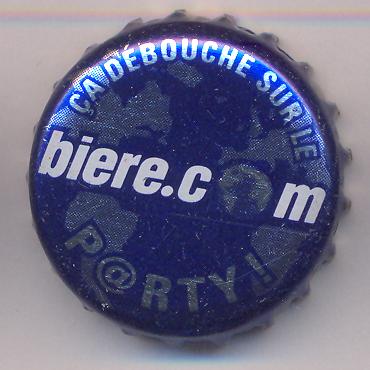 ÇA DÉBOUCHE SUR LE
biere.com
P@RTY!